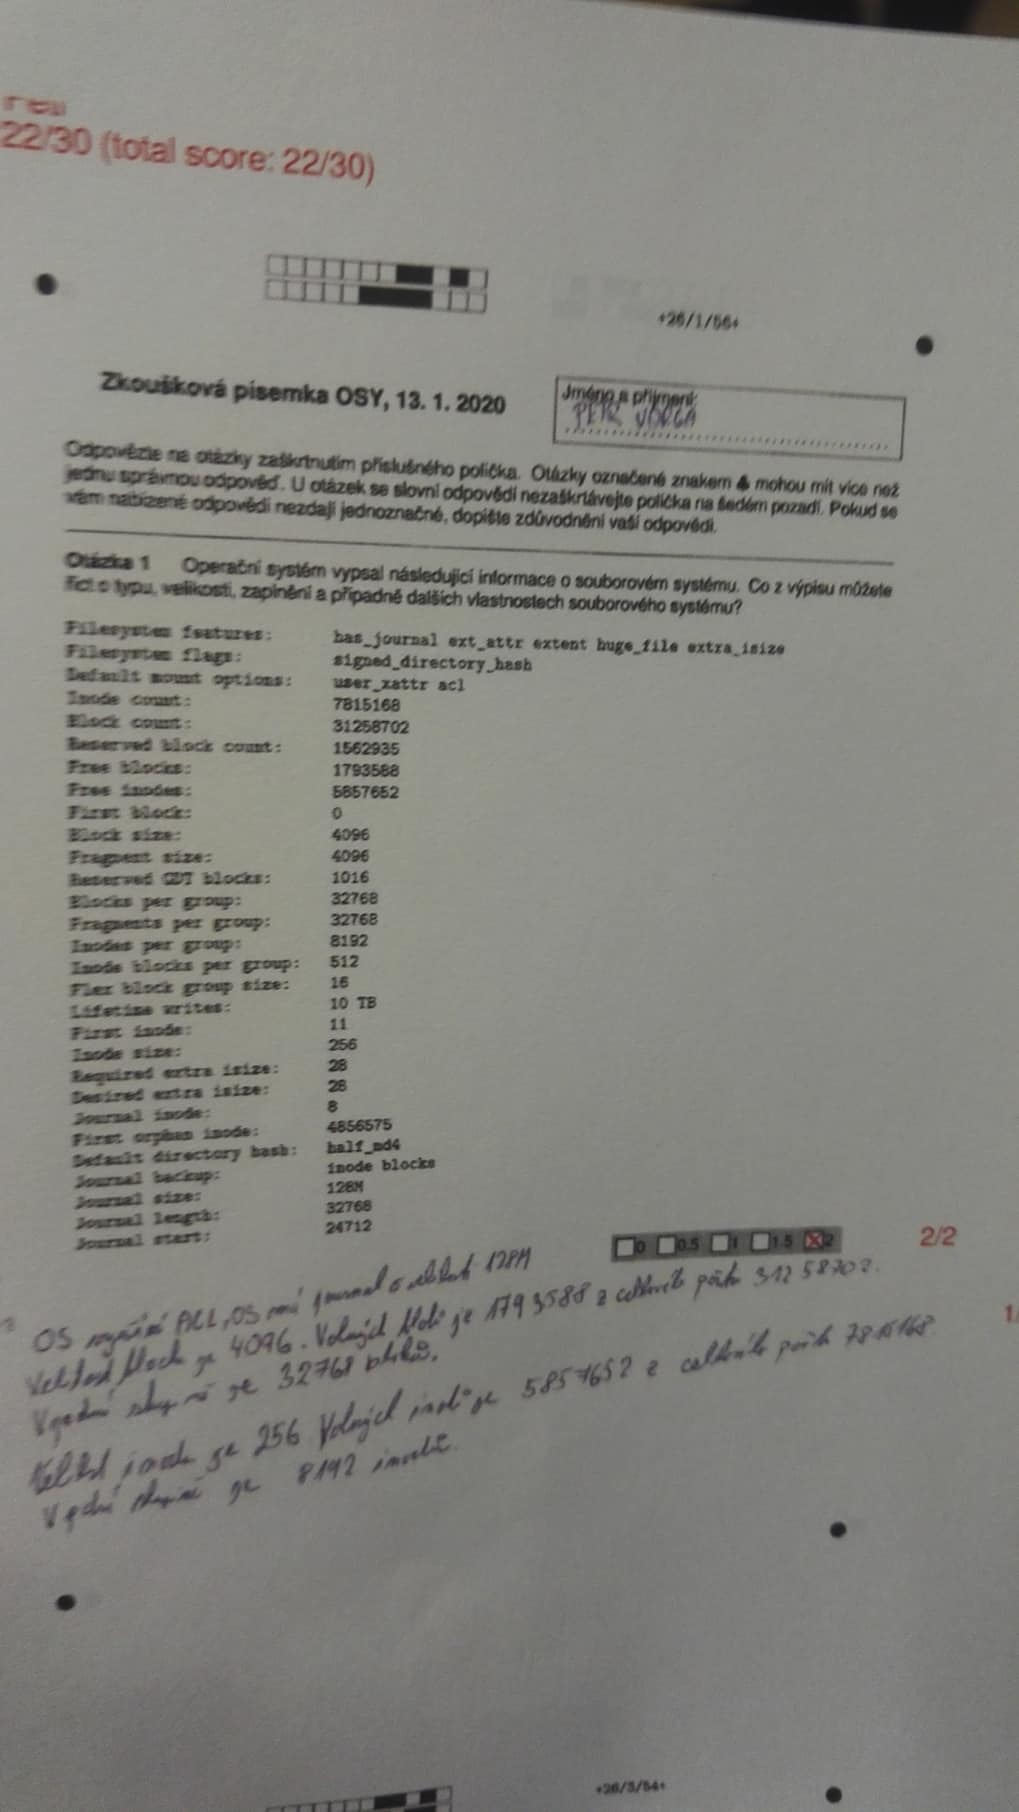 22/30 (total score: 22/30)
+26/1/56+
Zkoušková písemka OSY, 13. 1. 2020
Jméno a příjmení:
PETR VARGA
Odpovězte na otázky zaškrtnutím příslušného políčka. Otázky označené znakem ♣ mohou mít více než
jednu správnou odpověď. U otázek se slovní odpovědí nezaškrtávejte políčka na šedém pozadí. Pokud se
vám nabízené odpovědi nezdají jednoznačné, dopište zdůvodnění vaší odpovědi.
Otázka 1 Operační systém vypsal následující informace o souborovém systému. Co z výpisu můžete
říci o typu, velikosti, zaplnění a případně dalších vlastnostech souborového systému?
Filesystem features: has_journal ext_attr extent huge_file extra_isize
Filesystem flags: signed_directory_hash
Default mount options: user_xattr acl
Inode count: 7815168
Block count: 31258702
Reserved block count: 1562935
Free blocks: 1793588
Free inodes: 5857652
First block: 0
Block size: 4096
Fragment size: 4096
Reserved GDT blocks: 1016
Blocks per group: 32768
Fragments per group: 32768
Inodes per group: 8192
Inode blocks per group: 512
Flex block group size: 16
Lifetime writes: 10 TB
First inode: 11
Inode size: 256
Required extra isize: 28
Desired extra isize: 28
Journal inode: 8
First orphan inode: 4856575
Default directory hash: half_md4
Journal backup: inode blocks
Journal size: 128M
Journal length: 32768
Journal start: 24712
0 0.5 1 1.5 2
2/2
OS ACL, OS má journal o velikosti 128M
Velikost bloku je 4096. Volných bloků je 1793588 z celkového počtu 31258702.
V jedné skupině je 32768 bloků.
Velikost inodu je 256 Volných inodů je 5857652 z celkového počtu 7815168
V jedné skupině je 8192 inodů.
+26/3/54+